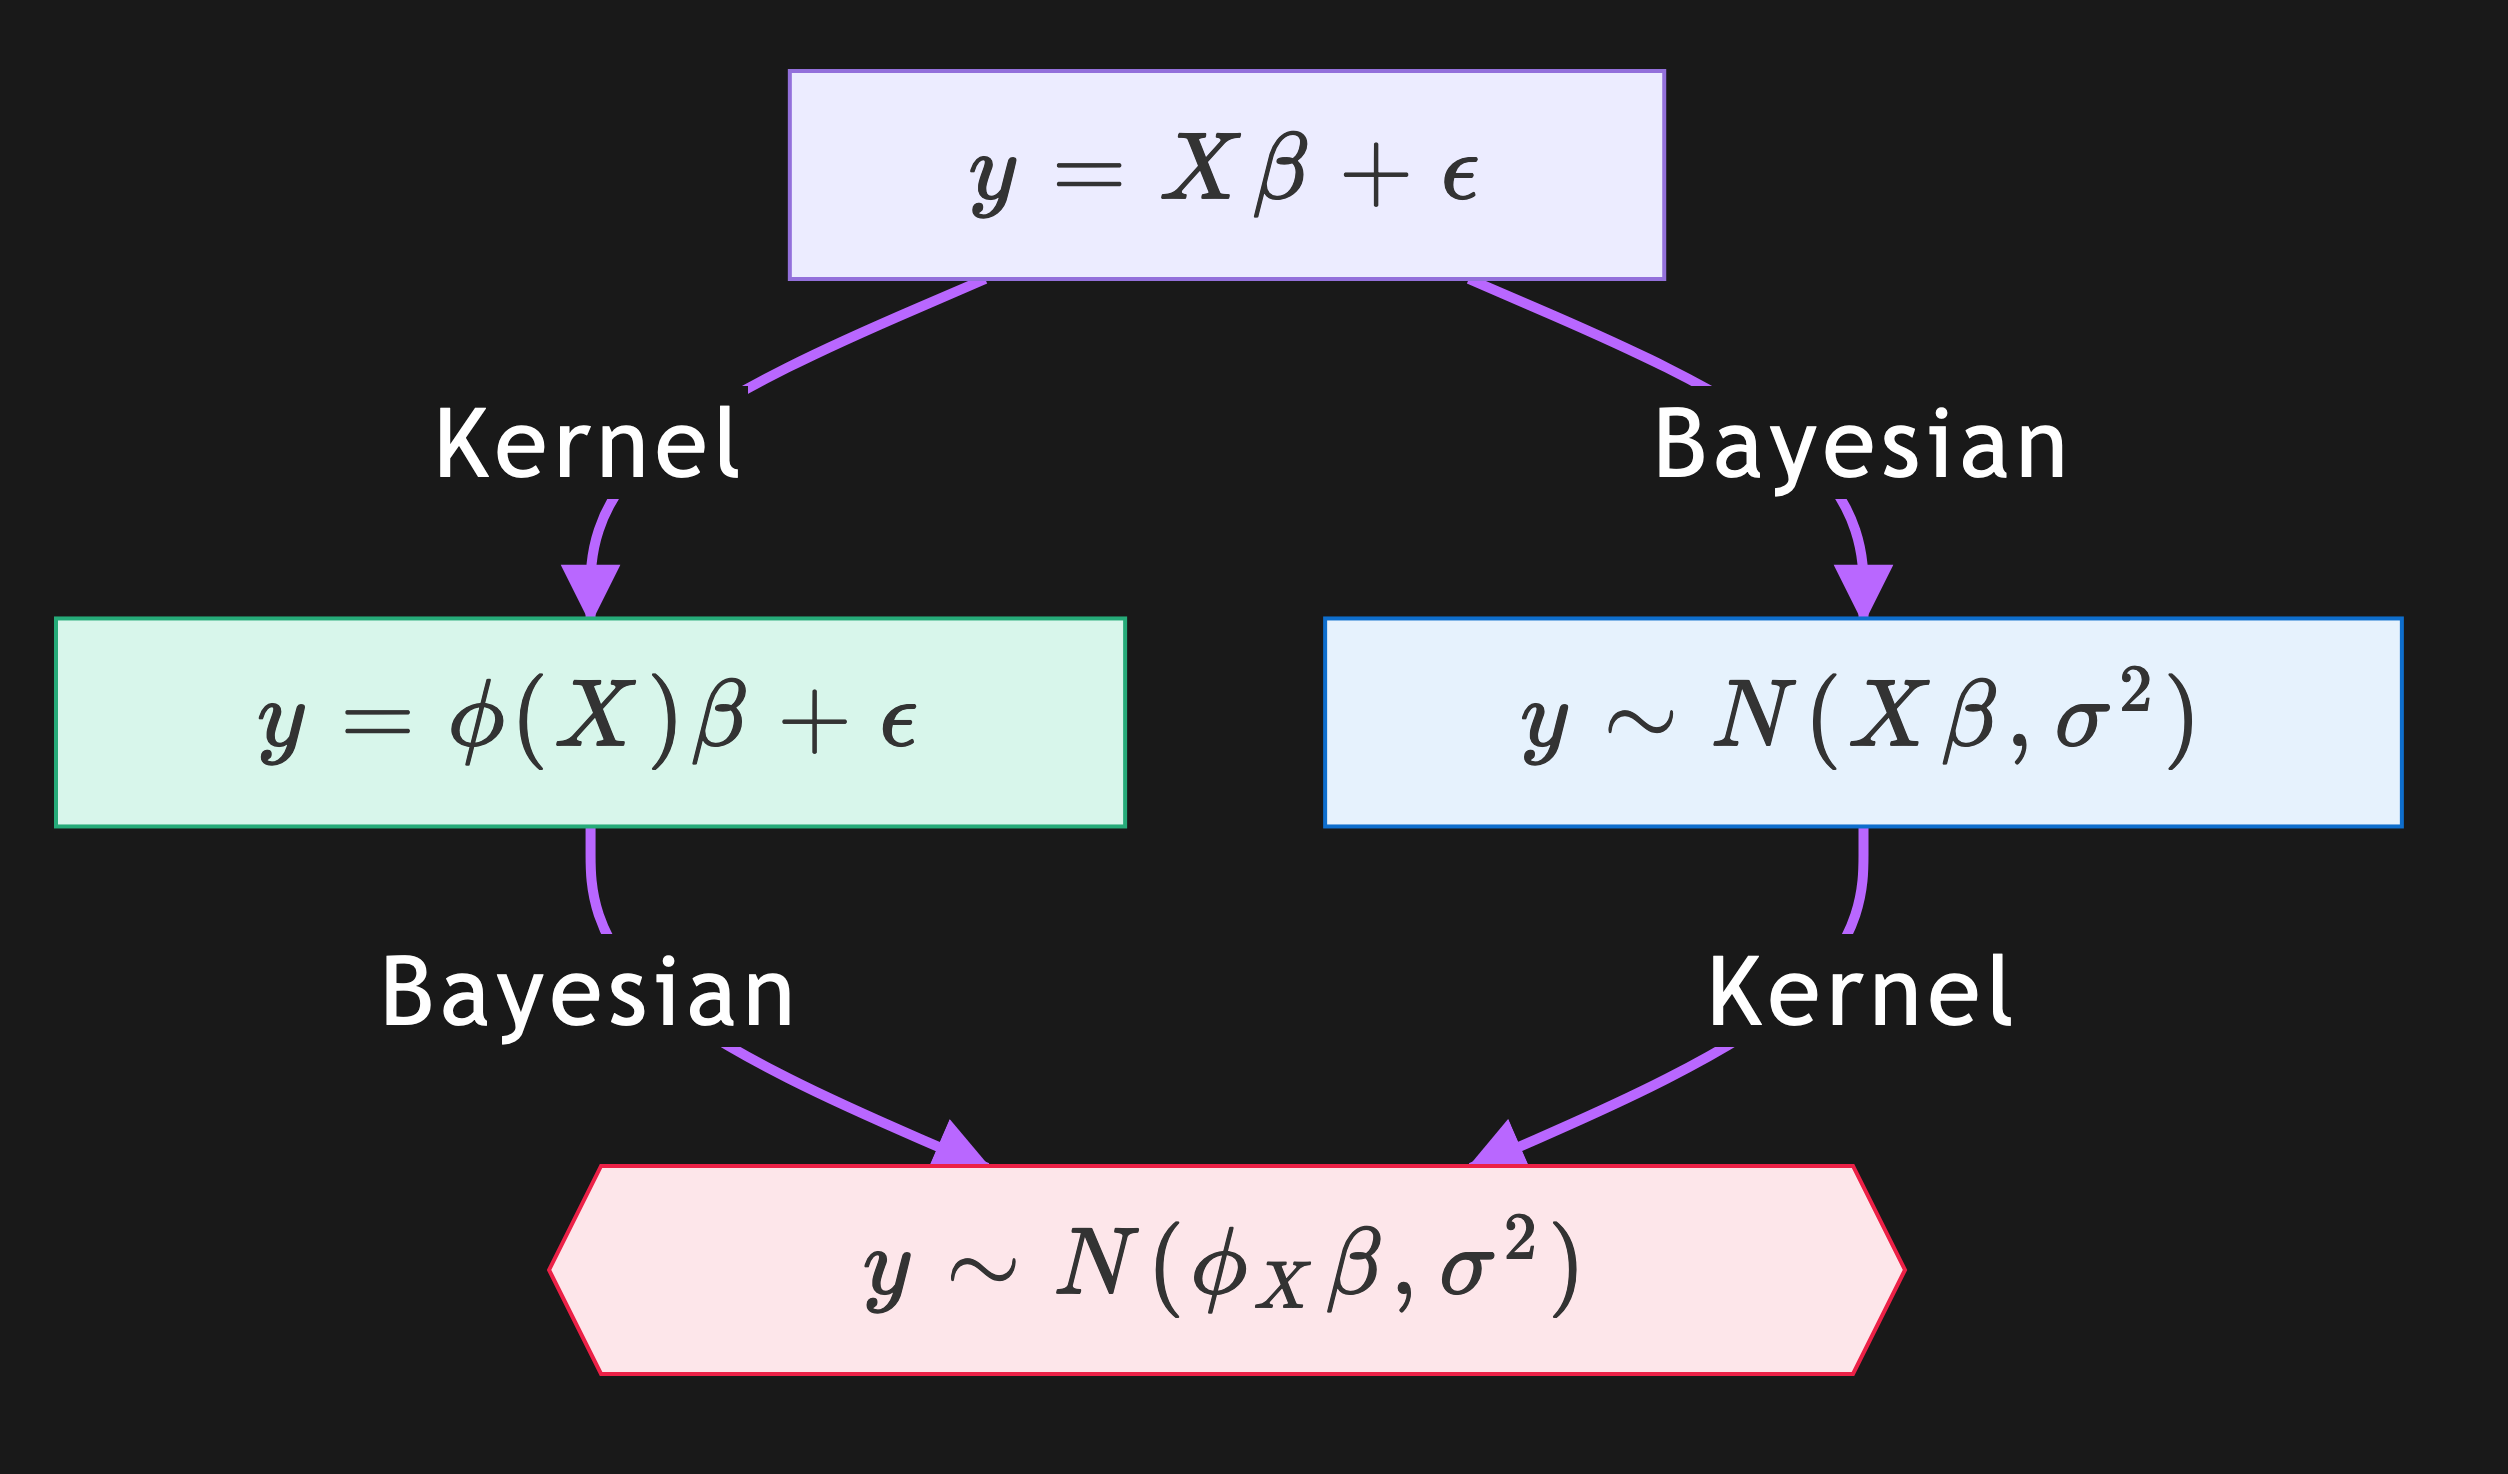 y = Xβ + ϵ
Kernel
Bayesian
y = ϕ(X)β + ϵ
y ∼ N(Xβ, σ²)
Bayesian
Kernel
y ∼ N(ϕ_X β, σ²)